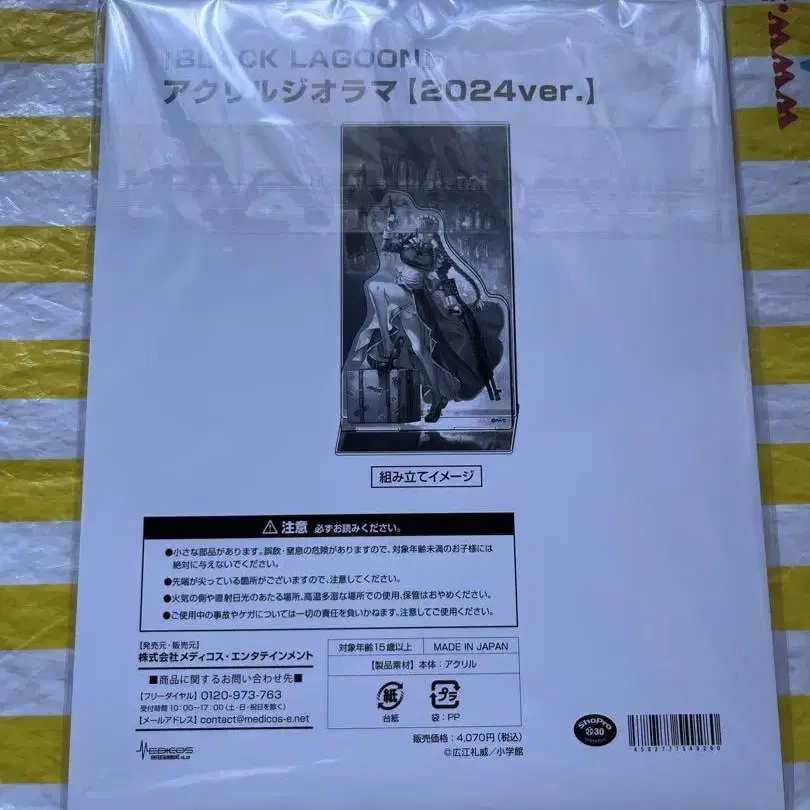 『BLACK LAGOON』
アクリルジオラマ【2024ver.】
組み立てイメージ
⚠ 注意 必ずお読みください。
●小さな部品があります。誤飲・窒息の危険がありますので、対象年齢未満のお子様には
絶対に与えないでください。
●先端が尖っている箇所がございますので、注意してください。
●火気の側や直射日光のあたる場所、高温多湿な場所での使用、保管はおやめください。
●ご使用中の事故やケガについては一切の責任を負いかねます。注意してご使用ください。
【発売元・販売元】
株式会社メディコス・エンタテインメント
■商品に関するお問い合わせ先■
【フリーダイヤル】0120-973-763
受付時間 10:00~17:00(土・日・祝日を除く)
【メールアドレス】contact@medicos-e.net
MEDICOS
ENTERTAINMENT
対象年齢15歳以上 MADE IN JAPAN
【製品素材】本体:アクリル
紙 プラ
台紙 袋:PP
販売価格:4,070円(税込)
©広江礼威/小学館
ShoPro
30